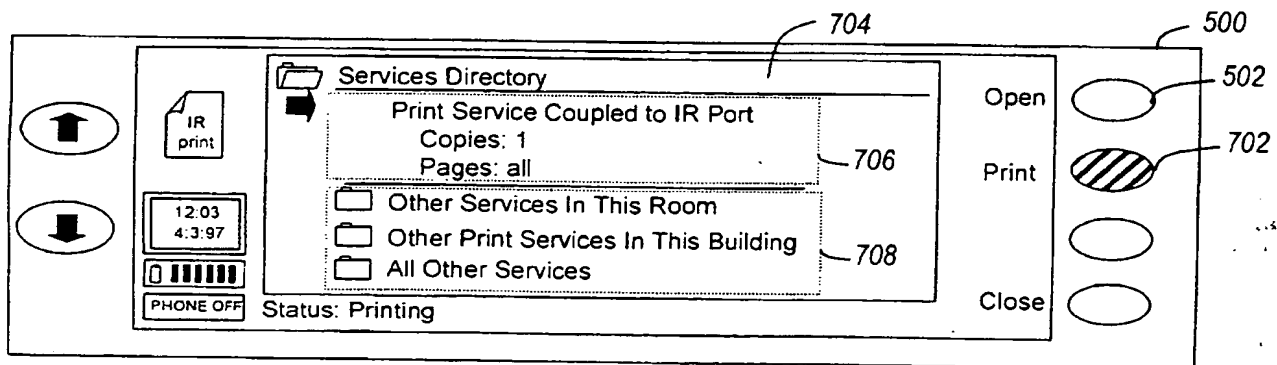 704
500
Services Directory
Open
502
IR
print
Print Service Coupled to IR Port
Copies: 1
Pages: all
706
Print
702
12:03
4:3:97
Other Services In This Room
Other Print Services In This Building
All Other Services
708
PHONE OFF
Status: Printing
Close